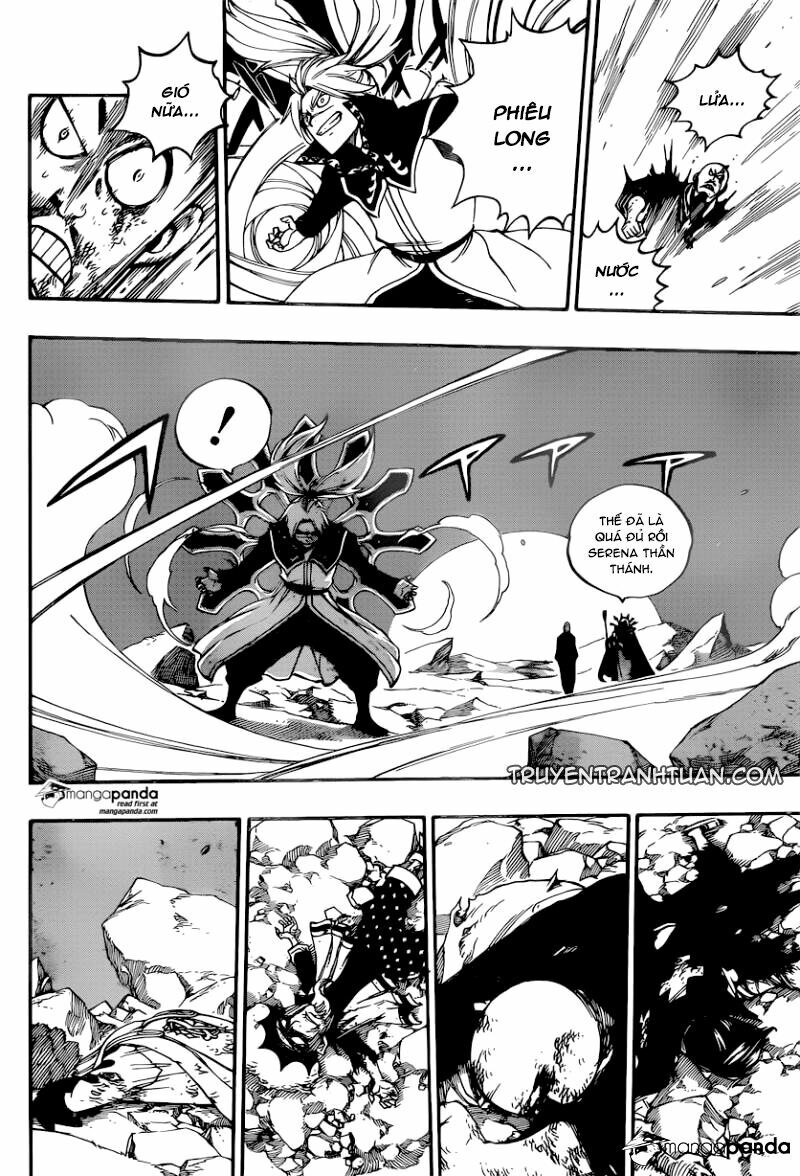 LỬA...
NƯỚC
...
PHIÊU
LONG
...
GIÓ
NỮA...
!
THẾ ĐÃ LÀ
QUÁ ĐỦ RỒI
SERENA THẦN
THÁNH.
TRUYENTRANHTUAN.COM
mangapanda
read first at
mangapanda.com
mangapanda